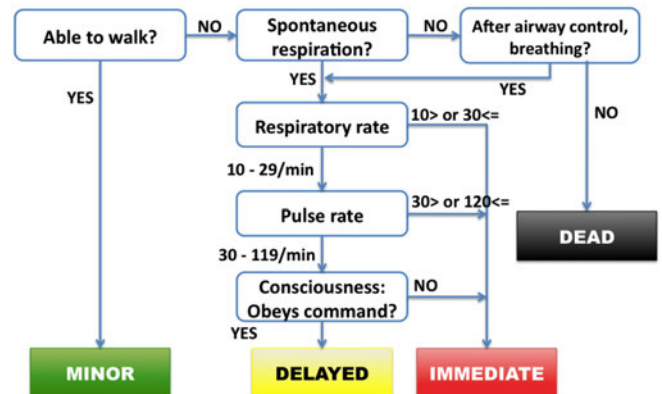 Able to walk?
NO
Spontaneous
respiration?
NO
After airway control,
breathing?
YES
YES
YES
NO
Respiratory rate
10> or 30<=
10 - 29/min
Pulse rate
30> or 120<=
DEAD
30 - 119/min
Consciousness:
Obeys command?
NO
YES
MINOR
DELAYED
IMMEDIATE